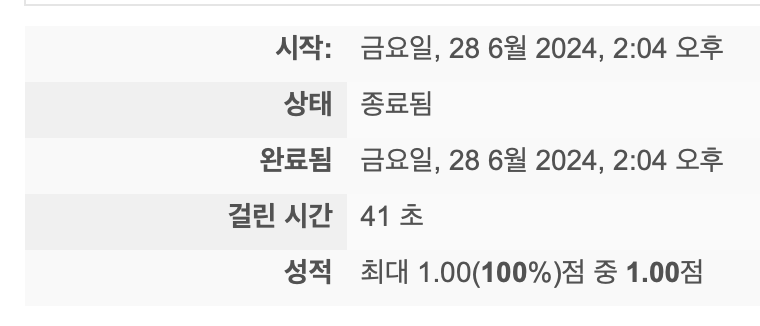 시작: 금요일, 28 6월 2024, 2:04 오후
상태 종료됨
완료됨 금요일, 28 6월 2024, 2:04 오후
걸린 시간 41 초
성적 최대 1.00(100%)점 중 1.00점